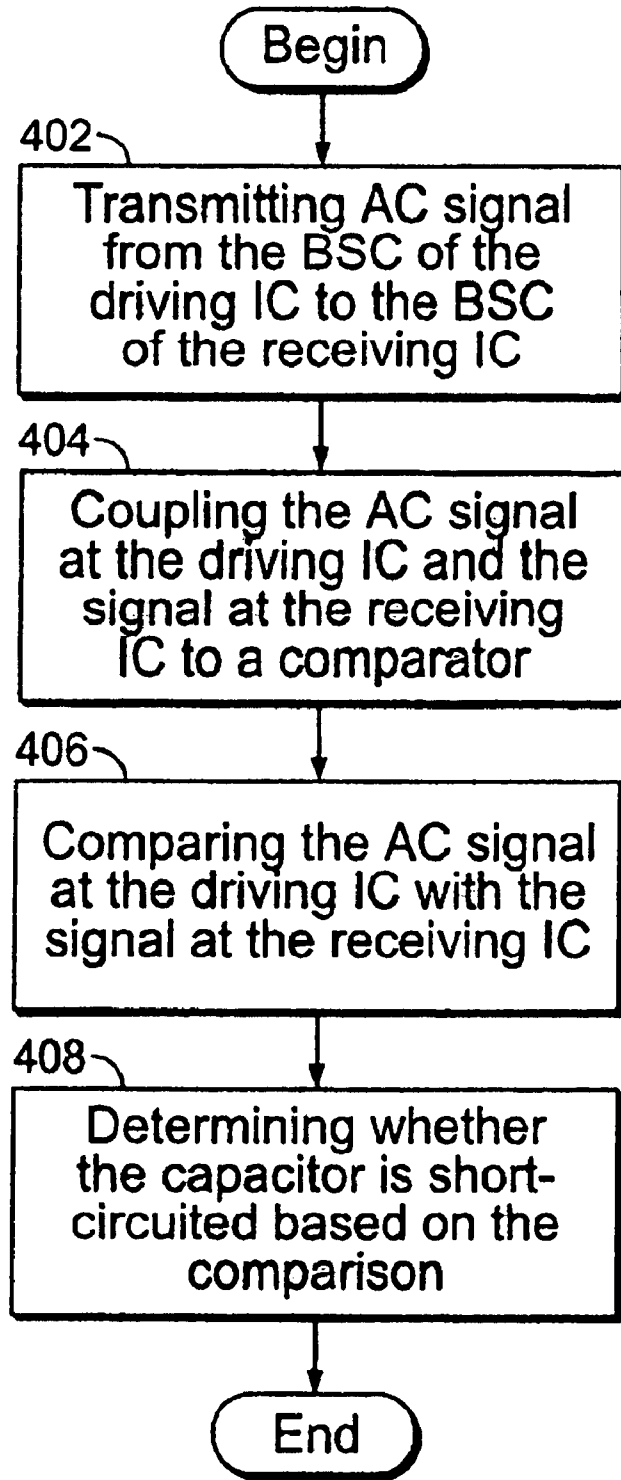 Begin
402
Transmitting AC signal
from the BSC of the
driving IC to the BSC
of the receiving IC
404
Coupling the AC signal
at the driving IC and the
signal at the receiving
IC to a comparator
406
Comparing the AC signal
at the driving IC with the
signal at the receiving IC
408
Determining whether
the capacitor is short-
circuited based on the
comparison
End